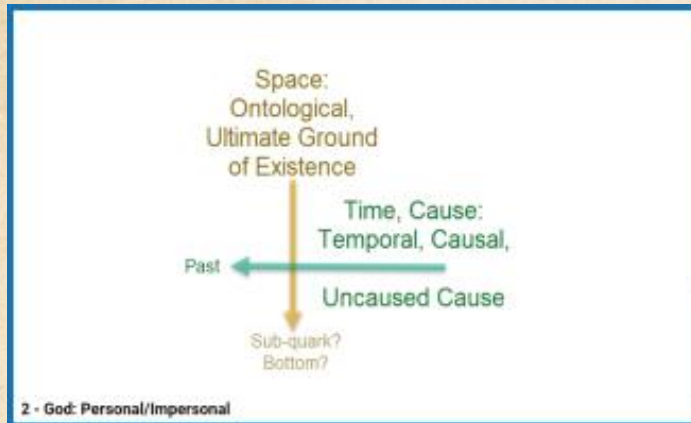 Space:
Ontological,
Ultimate Ground
of Existence
Time, Cause:
Temporal, Causal,
Past
Uncaused Cause
Sub-quark?
Bottom?
2 - God: Personal/Impersonal